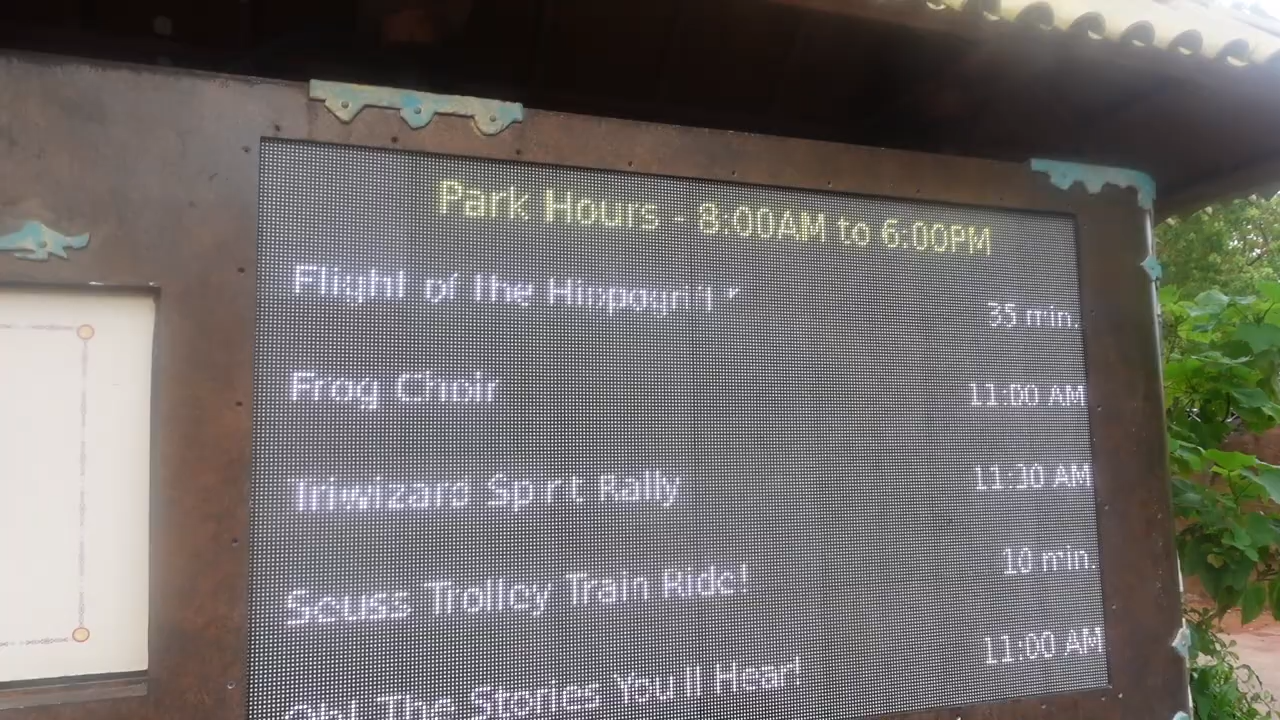 Park Hours - 8:00AM to 6:00PM
Flight of the Hippogriff *
35 min.
Frog Choir
11:00 AM
Triwizard Spirit Rally
11:30 AM
Seuss Trolley Train Ride!
10 min.
Oh! The Stories You'll Hear!
11:00 AM